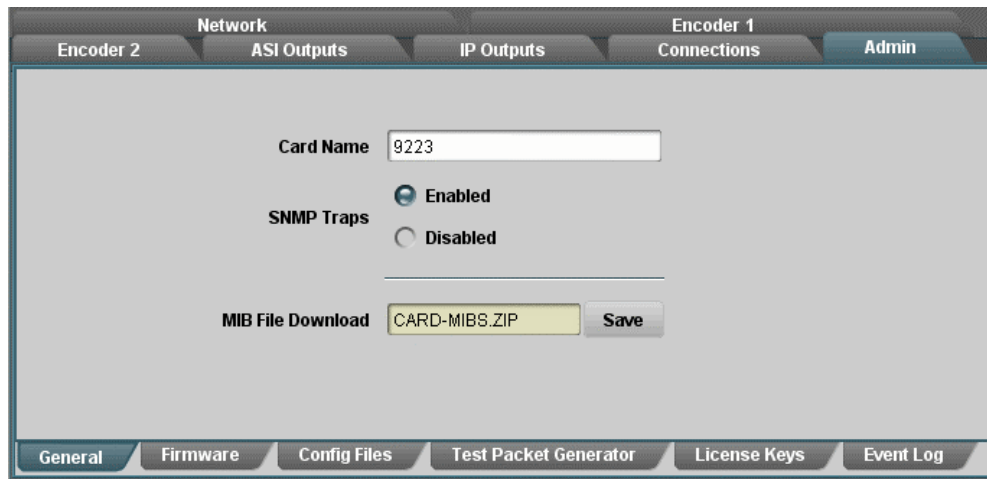 Network Encoder 1
Encoder 2 ASI Outputs IP Outputs Connections Admin
Card Name 9223
Enabled
SNMP Traps
Disabled
MIB File Download CARD-MIBS.ZIP Save
General Firmware Config Files Test Packet Generator License Keys Event Log